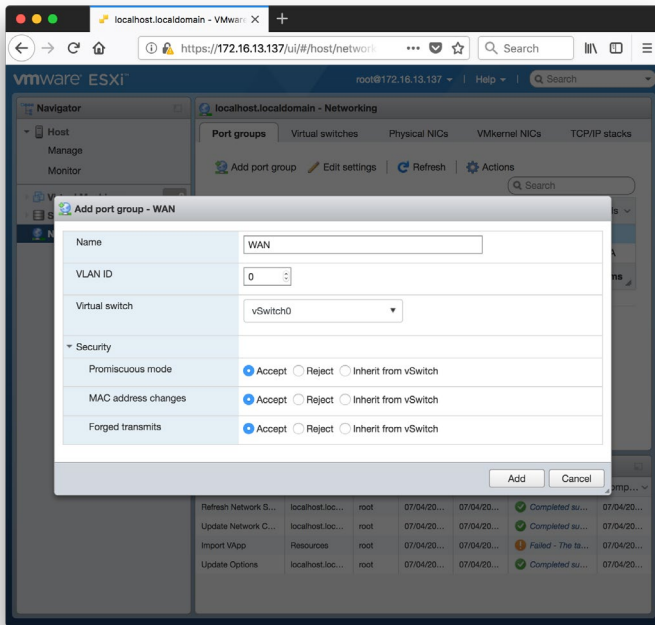 localhost.localdomain - VMware
https://172.16.13.137/ui/#/host/network
Search
vmware ESXi™
root@172.16.13.137
Help
Search
Navigator
localhost.localdomain - Networking
Host
Manage
Monitor
Port groups Virtual switches Physical NICs VMkernel NICs TCP/IP stacks
Add port group Edit settings Refresh Actions
Search
Add port group - WAN
Name WAN
VLAN ID 0
Virtual switch vSwitch0
Security
Promiscuous mode Accept Reject Inherit from vSwitch
MAC address changes Accept Reject Inherit from vSwitch
Forged transmits Accept Reject Inherit from vSwitch
Add Cancel
Refresh Network S... localhost.loc... root 07/04/20... 07/04/20... Completed su... 07/04/20...
Update Network C... localhost.loc... root 07/04/20... 07/04/20... Completed su... 07/04/20...
Import VApp Resources root 07/04/20... 07/04/20... Failed - The ta... 07/04/20...
Update Options localhost.loc... root 07/04/20... 07/04/20... Completed su... 07/04/20...